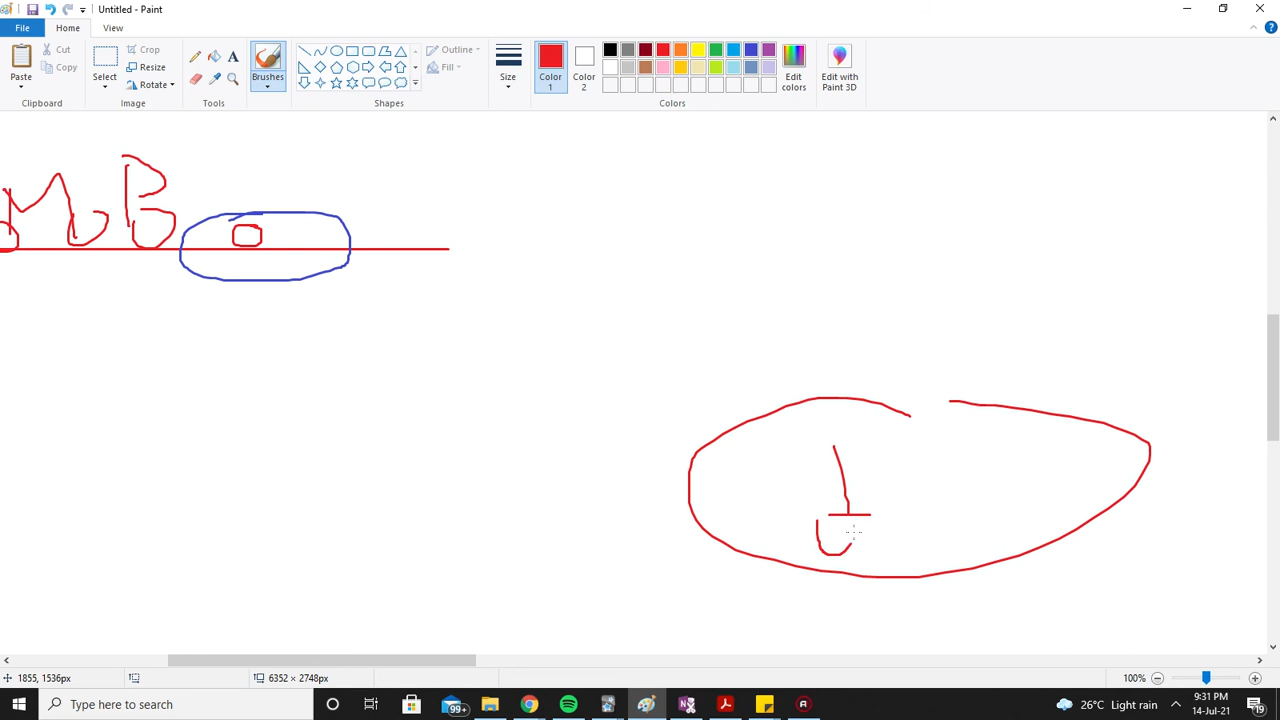 Untitled - Paint
File Home View
Paste
Cut
Copy
Clipboard
Select
Crop
Resize
Rotate
Image
Tools
Brushes
Shapes
Outline
Fill
Size
Color 1
Color 2
Colors
Edit colors
Edit with Paint 3D
MB
1855, 1536px
6352 × 2748px
100%
Type here to search
99+
26°C Light rain
9:31 PM
14-Jul-21
19